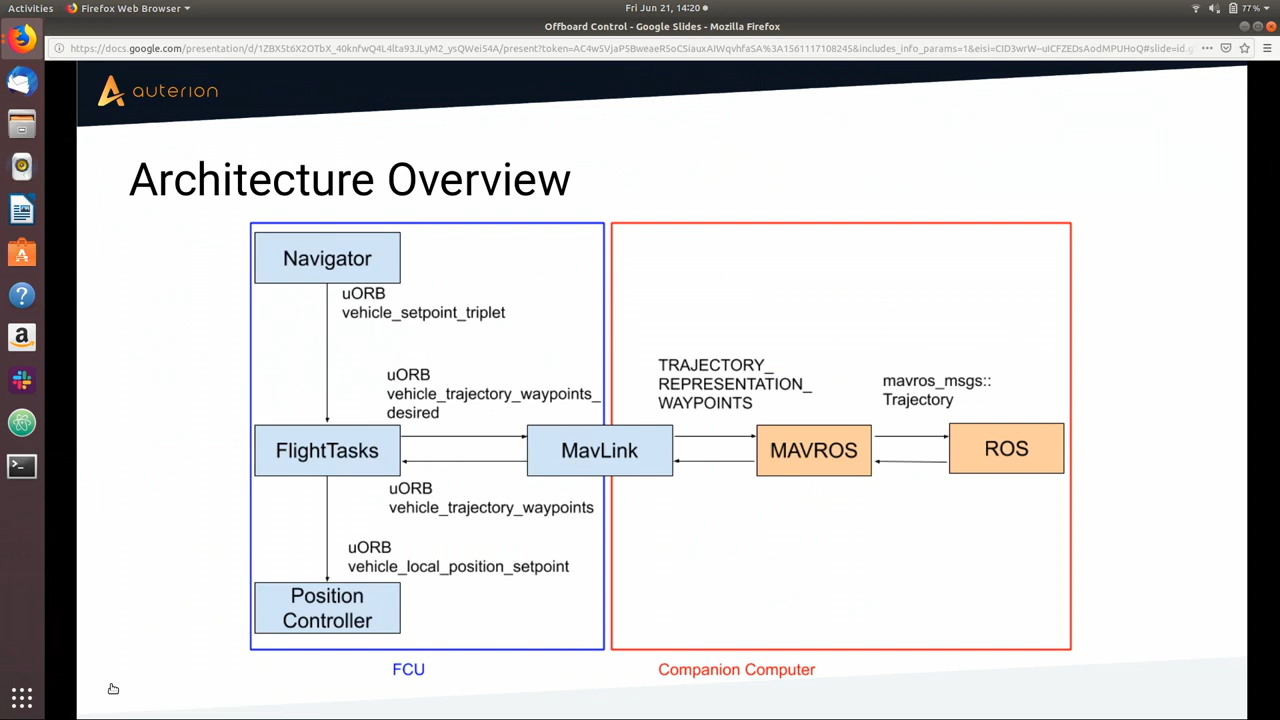 Activities Firefox Web Browser Fri Jun 21, 14:20 77%
Offboard Control - Google Slides - Mozilla Firefox
auterion
Architecture Overview
Navigator
uORB
vehicle_setpoint_triplet
uORB
vehicle_trajectory_waypoints_
desired
TRAJECTORY_
REPRESENTATION_
WAYPOINTS
mavros_msgs::
Trajectory
FlightTasks
MavLink
MAVROS
ROS
uORB
vehicle_trajectory_waypoints
uORB
vehicle_local_position_setpoint
Position
Controller
FCU
Companion Computer